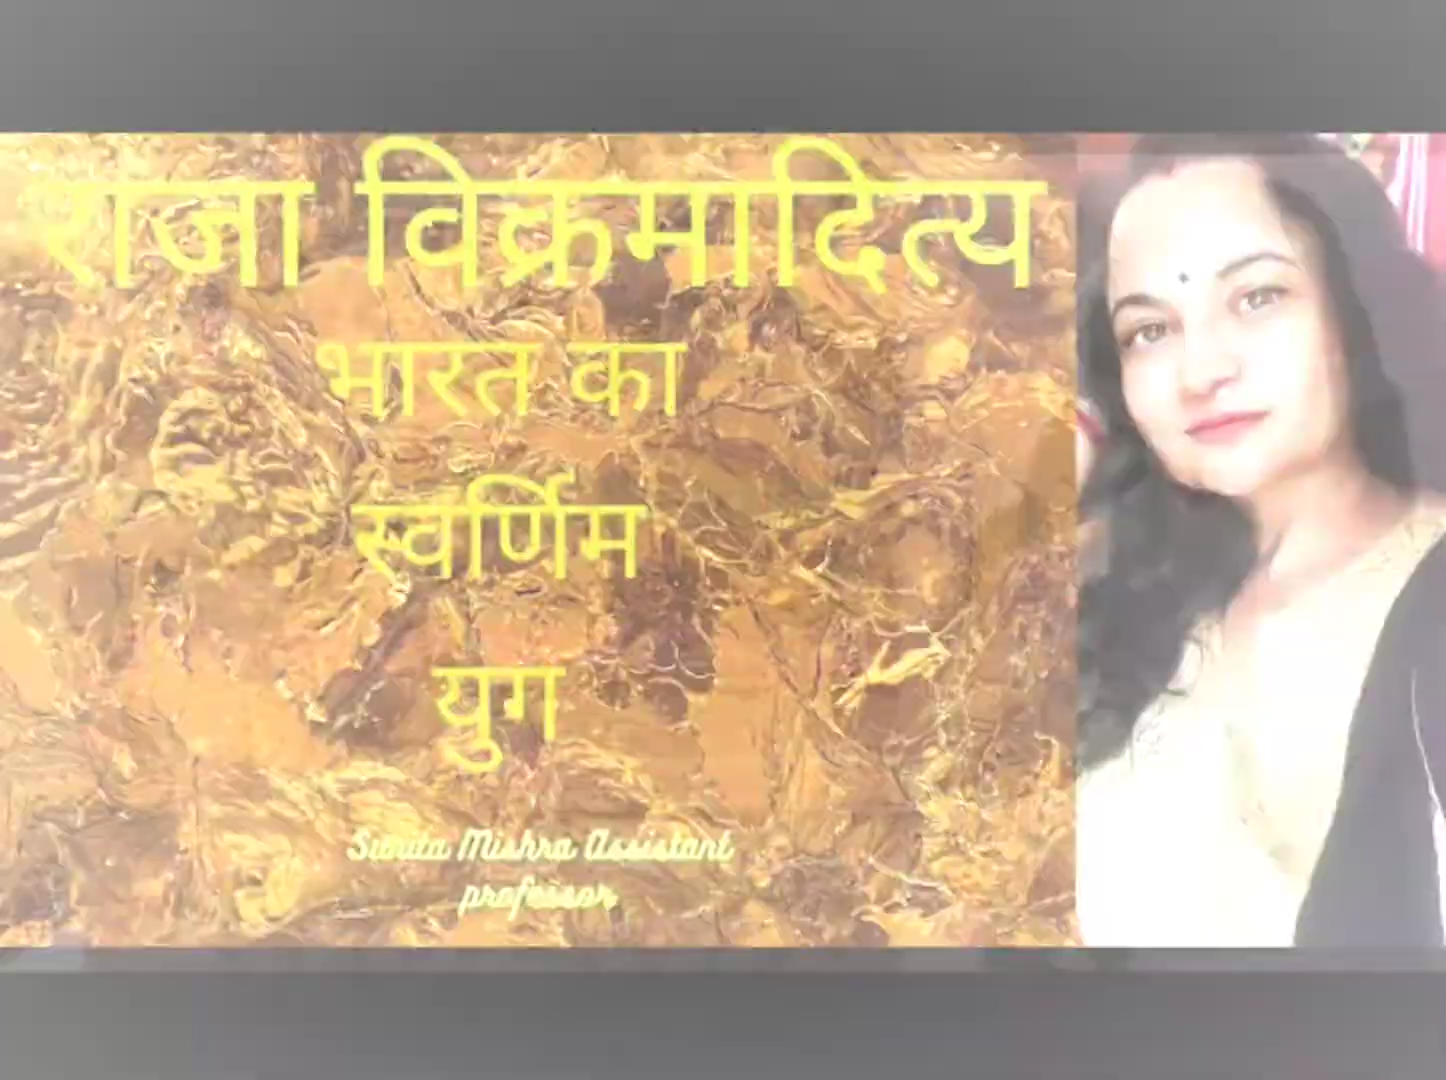 राजा विक्रमादित्य
भारत का
स्वर्णिम
युग
Mishra Assistant
professor